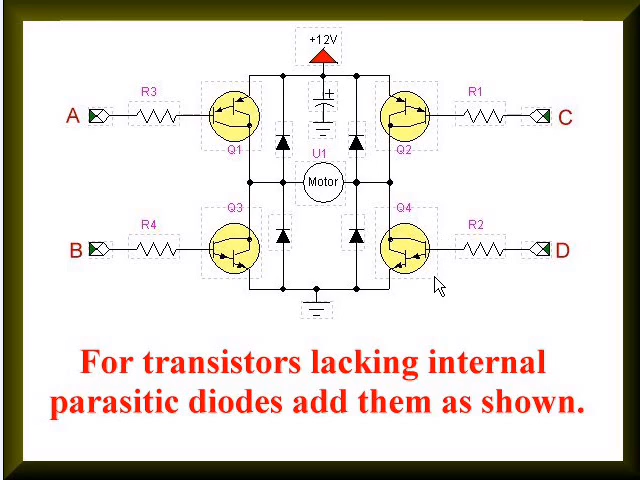 +12V
A R3 R1 C
+
Q1 Q2
U1
Motor
Q3 Q4
B R4 R2 D
For transistors lacking internal
parasitic diodes add them as shown.